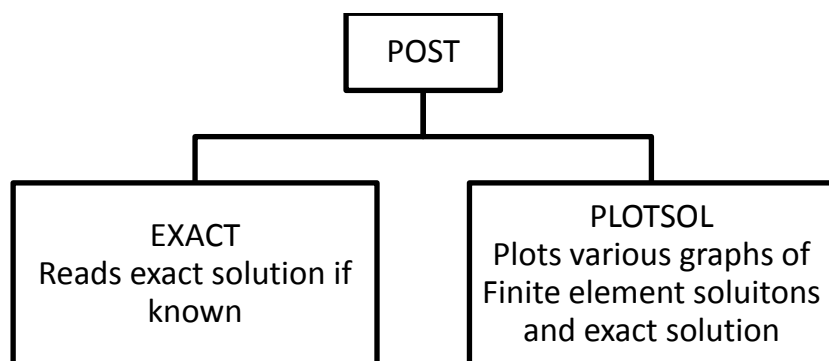 POST
EXACT
Reads exact solution if
known
PLOTSOL
Plots various graphs of
Finite element soluitons
and exact solution